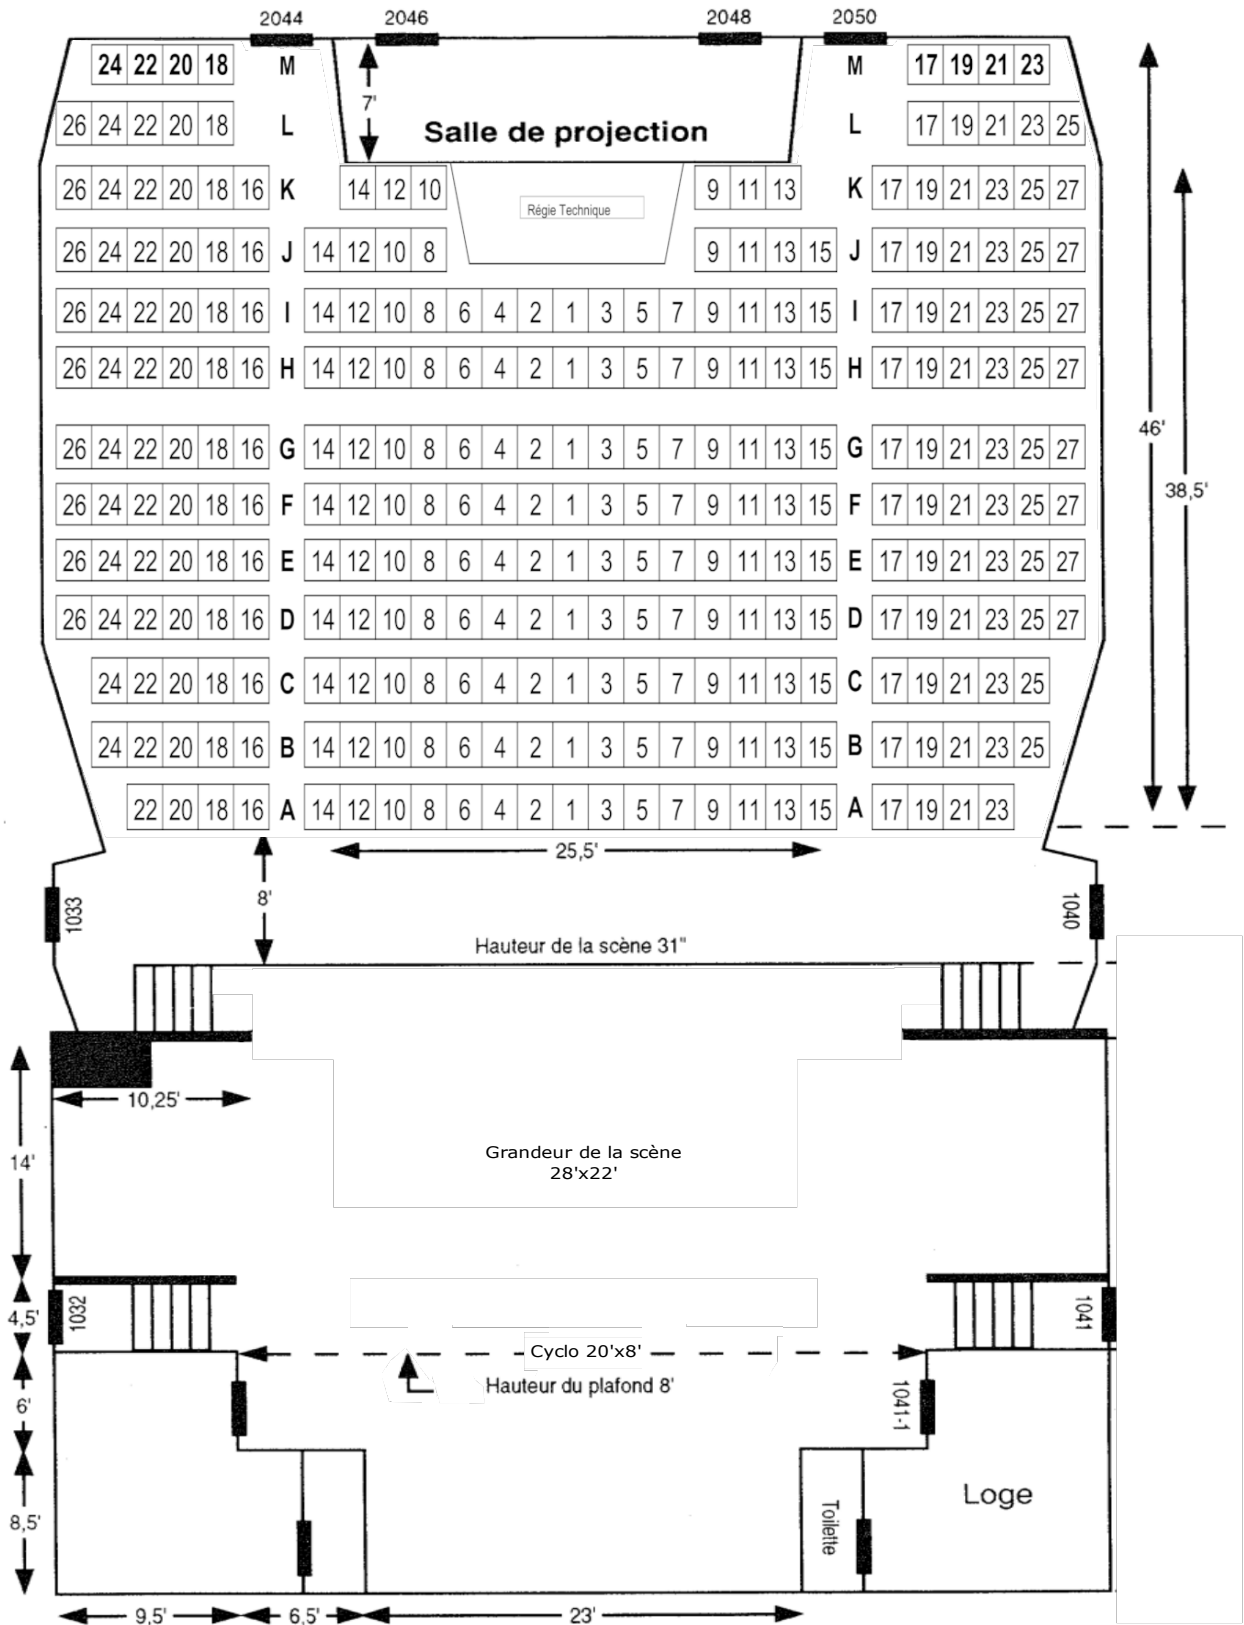 2044 2046 2048 2050
24 22 20 18 M M 17 19 21 23
7'
Salle de projection
26 24 22 20 18 L L 17 19 21 23 25
26 24 22 20 18 16 K 14 12 10 9 11 13 K 17 19 21 23 25 27
Régie Technique
26 24 22 20 18 16 J 14 12 10 8 9 11 13 15 J 17 19 21 23 25 27
26 24 22 20 18 16 I 14 12 10 8 6 4 2 1 3 5 7 9 11 13 15 I 17 19 21 23 25 27
26 24 22 20 18 16 H 14 12 10 8 6 4 2 1 3 5 7 9 11 13 15 H 17 19 21 23 25 27
46'
26 24 22 20 18 16 G 14 12 10 8 6 4 2 1 3 5 7 9 11 13 15 G 17 19 21 23 25 27
38,5'
26 24 22 20 18 16 F 14 12 10 8 6 4 2 1 3 5 7 9 11 13 15 F 17 19 21 23 25 27
26 24 22 20 18 16 E 14 12 10 8 6 4 2 1 3 5 7 9 11 13 15 E 17 19 21 23 25 27
26 24 22 20 18 16 D 14 12 10 8 6 4 2 1 3 5 7 9 11 13 15 D 17 19 21 23 25 27
24 22 20 18 16 C 14 12 10 8 6 4 2 1 3 5 7 9 11 13 15 C 17 19 21 23 25
24 22 20 18 16 B 14 12 10 8 6 4 2 1 3 5 7 9 11 13 15 B 17 19 21 23 25
22 20 18 16 A 14 12 10 8 6 4 2 1 3 5 7 9 11 13 15 A 17 19 21 23
25,5'
8'
1033
1040
Hauteur de la scène 31"
10,25'
14'
Grandeur de la scène
28'x22'
4,5'
1032
1041
Cyclo 20'x8'
Hauteur du plafond 8'
6'
1041-1
Loge
8,5'
Toilette
9,5' 6,5' 23'